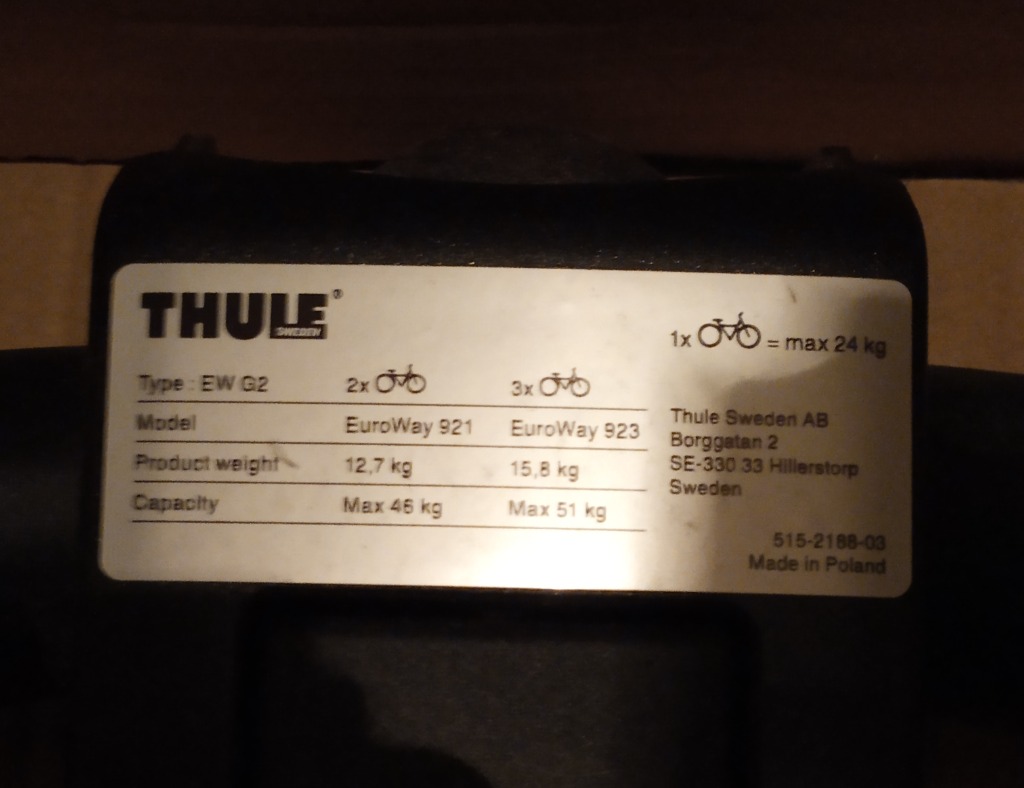 THULE®
SWEDEN
1x = max 24 kg
Type : EW G2 2x 3x
Model EuroWay 921 EuroWay 923
Product weight 12,7 kg 15,8 kg
Capacity Max 46 kg Max 51 kg
Thule Sweden AB
Borggatan 2
SE-330 33 Hillerstorp
Sweden
515-2188-03
Made in Poland